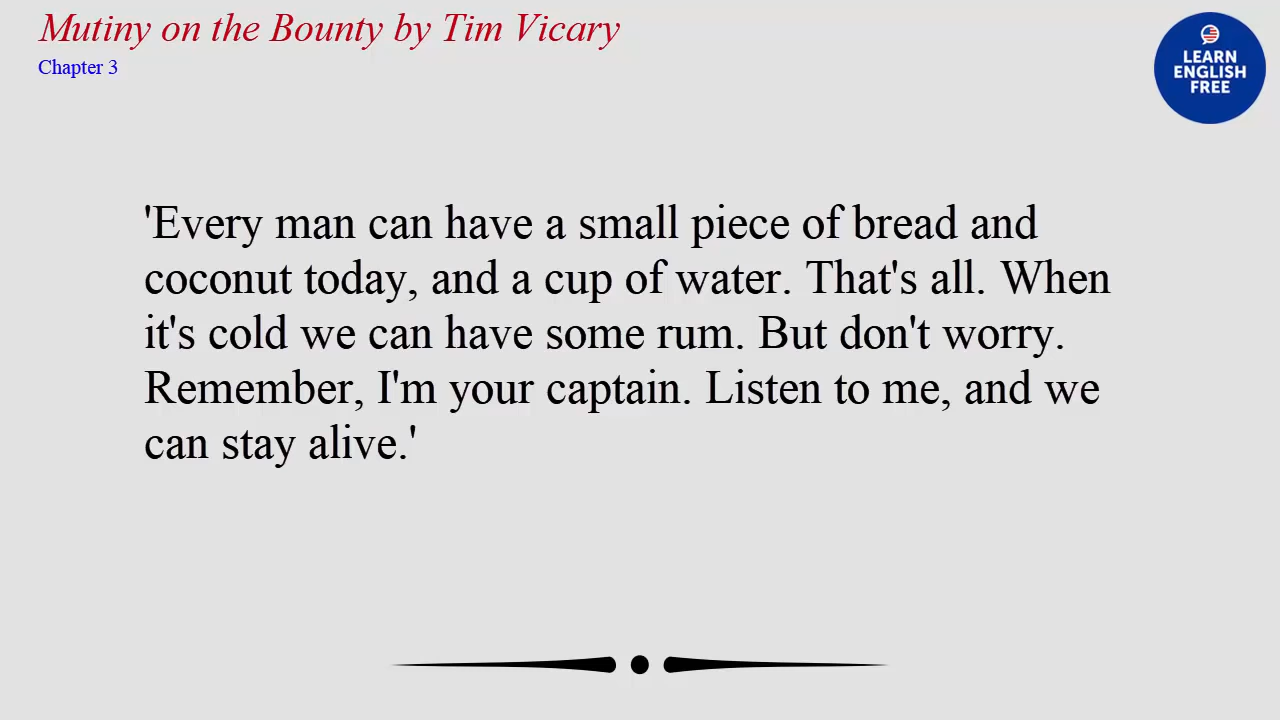 Mutiny on the Bounty by Tim Vicary
Chapter 3
LEARN
ENGLISH
FREE
'Every man can have a small piece of bread and
coconut today, and a cup of water. That's all. When
it's cold we can have some rum. But don't worry.
Remember, I'm your captain. Listen to me, and we
can stay alive.'